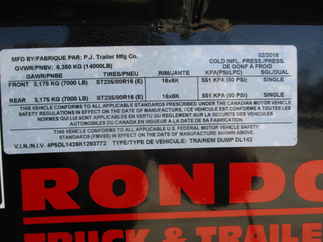 MFD BY/FABRIQUE PAR: P.J. Trailer Mfg Co.
02/2018
GVWR/PNBV: 6,350 KG (14000LB)
COLD INFL. PRESS./PRESS. DE GONF A FROID
GAWR/PNBE TIRES/PNEU RIM/JANTE KPA/PSI(LPC) SGL/DUAL
FRONT 3,175 KG (7000 LB) ST235/80R16 (E) 16x6K 551 KPA (80 PSI) SINGLE
REAR 3,175 KG (7000 LB) ST235/80R16 (E) 16x6K 551 KPA (80 PSI) SINGLE
THIS VEHICLE CONFORMS TO ALL APPLICABLE STANDARDS PRESCRIBED UNDER THE CANADIAN MOTOR VEHICLE
SAFETY REGULATIONS IN EFFECT ON THE DATE OF MANUFACTURE / CE VEHICULE EST CONFORME A TOUTES LES
NORMES QUI LUI SONT APPLICABLES EN VERTU DU REGLEMENT SUR LA SECURITE DES VEHICULES
AUTOMOBILES DU CANADA EN VIGUEUR A LA DATE DE SA FABRICATION
THIS VEHICLE CONFORMS TO ALL APPLICABLE U.S. FEDERAL MOTOR VEHICLE SAFETY
STANDARDS (FMVSS) IN EFFECT ON THE DATE OF MANUFACTURE SHOWN ABOVE.
V.I.N./N.I.V. TYPE/TYPE DE VEHICULE: TRA/REM DUMP
RONDO
TRUCK & TRAILE